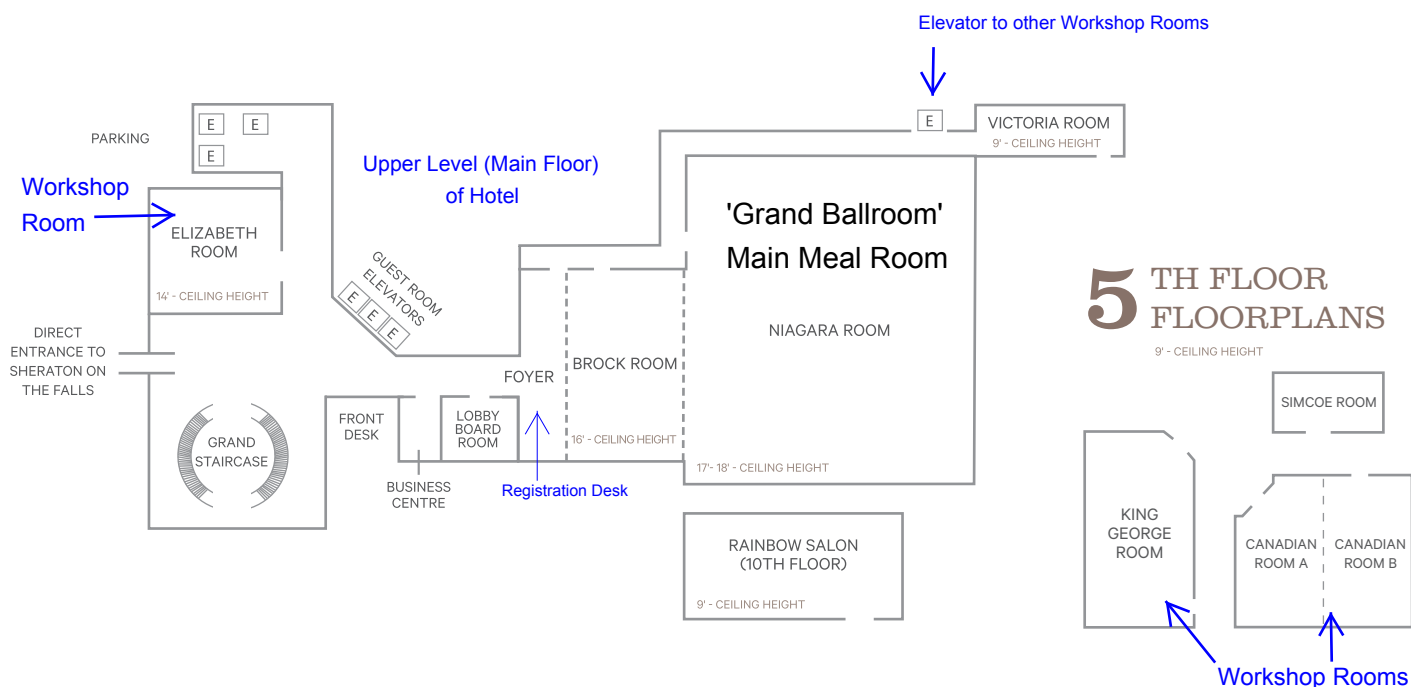 Elevator to other Workshop Rooms
E
VICTORIA ROOM
9' - CEILING HEIGHT
PARKING
E
E
E
Upper Level (Main Floor)
of Hotel
Workshop
Room
ELIZABETH
ROOM
14' - CEILING HEIGHT
GUEST ROOM
ELEVATORS
E
E
E
'Grand Ballroom'
Main Meal Room
NIAGARA ROOM
17'- 18' - CEILING HEIGHT
DIRECT
ENTRANCE TO
SHERATON ON
THE FALLS
GRAND
STAIRCASE
FRONT
DESK
BUSINESS
CENTRE
LOBBY
BOARD
ROOM
FOYER
Registration Desk
BROCK ROOM
16' - CEILING HEIGHT
RAINBOW SALON
(10TH FLOOR)
9' - CEILING HEIGHT
5 TH FLOOR
FLOORPLANS
9' - CEILING HEIGHT
SIMCOE ROOM
KING
GEORGE
ROOM
CANADIAN
ROOM A
CANADIAN
ROOM B
Workshop Rooms